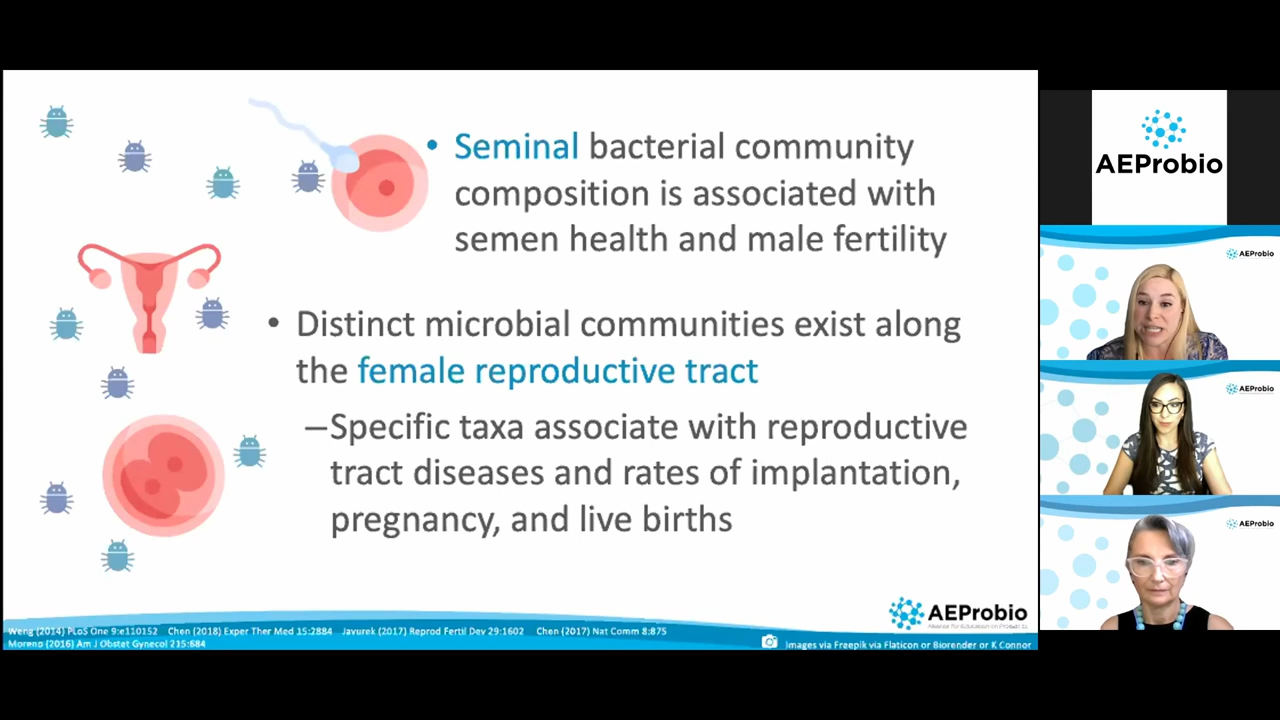 • Seminal bacterial community
composition is associated with
semen health and male fertility
• Distinct microbial communities exist along
the female reproductive tract
–Specific taxa associate with reproductive
tract diseases and rates of implantation,
pregnancy, and live births
AEProbio
Weng (2014) PLoS One 9:e110152 Chen (2018) Exper Ther Med 15:2884 Javurek (2017) Reprod Fertil Dev 29:1602 Chen (2017) Nat Comm 8:875
Moreno (2016) Am J Obstet Gynecol 215:684
Images via Freepik via Flaticon or Biorender or K Connor
AEProbio
AEProbio
AEProbio
AEProbio